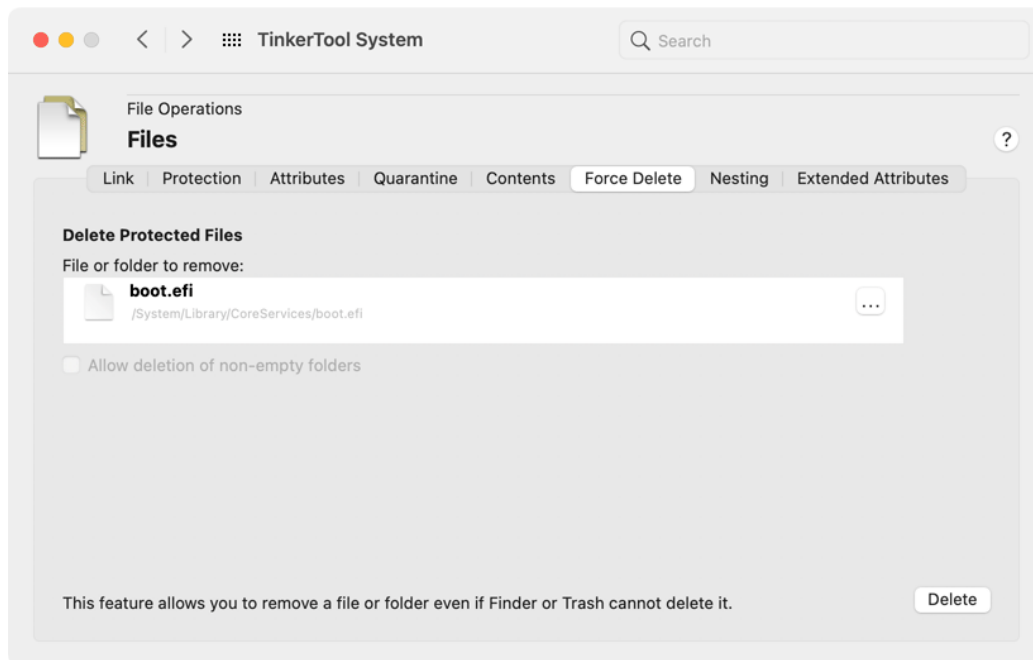 TinkerTool System
Search
File Operations
Files
?
Link Protection Attributes Quarantine Contents Force Delete Nesting Extended Attributes
Delete Protected Files
File or folder to remove:
boot.efi
/System/Library/CoreServices/boot.efi
...
Allow deletion of non-empty folders
This feature allows you to remove a file or folder even if Finder or Trash cannot delete it.
Delete